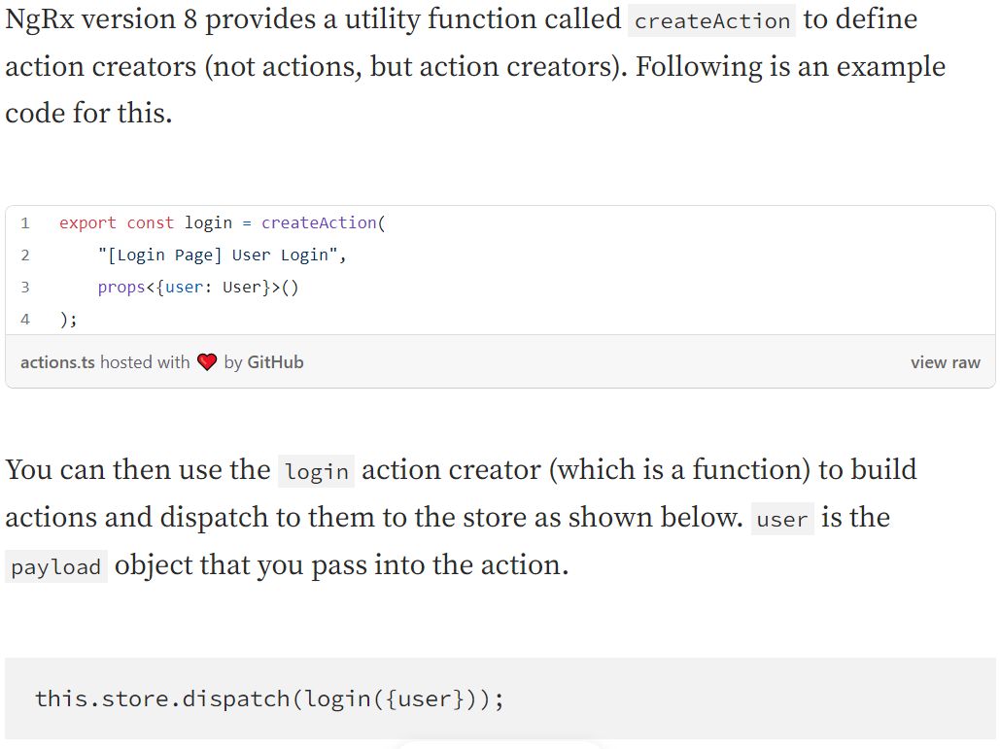 NgRx version 8 provides a utility function called createAction to define
action creators (not actions, but action creators). Following is an example
code for this.
1 export const login = createAction(
2 "[Login Page] User Login",
3 props<{user: User}>()
4 );
actions.ts hosted with ❤ by GitHub view raw
You can then use the login action creator (which is a function) to build
actions and dispatch to them to the store as shown below. user is the
payload object that you pass into the action.
this.store.dispatch(login({user}));